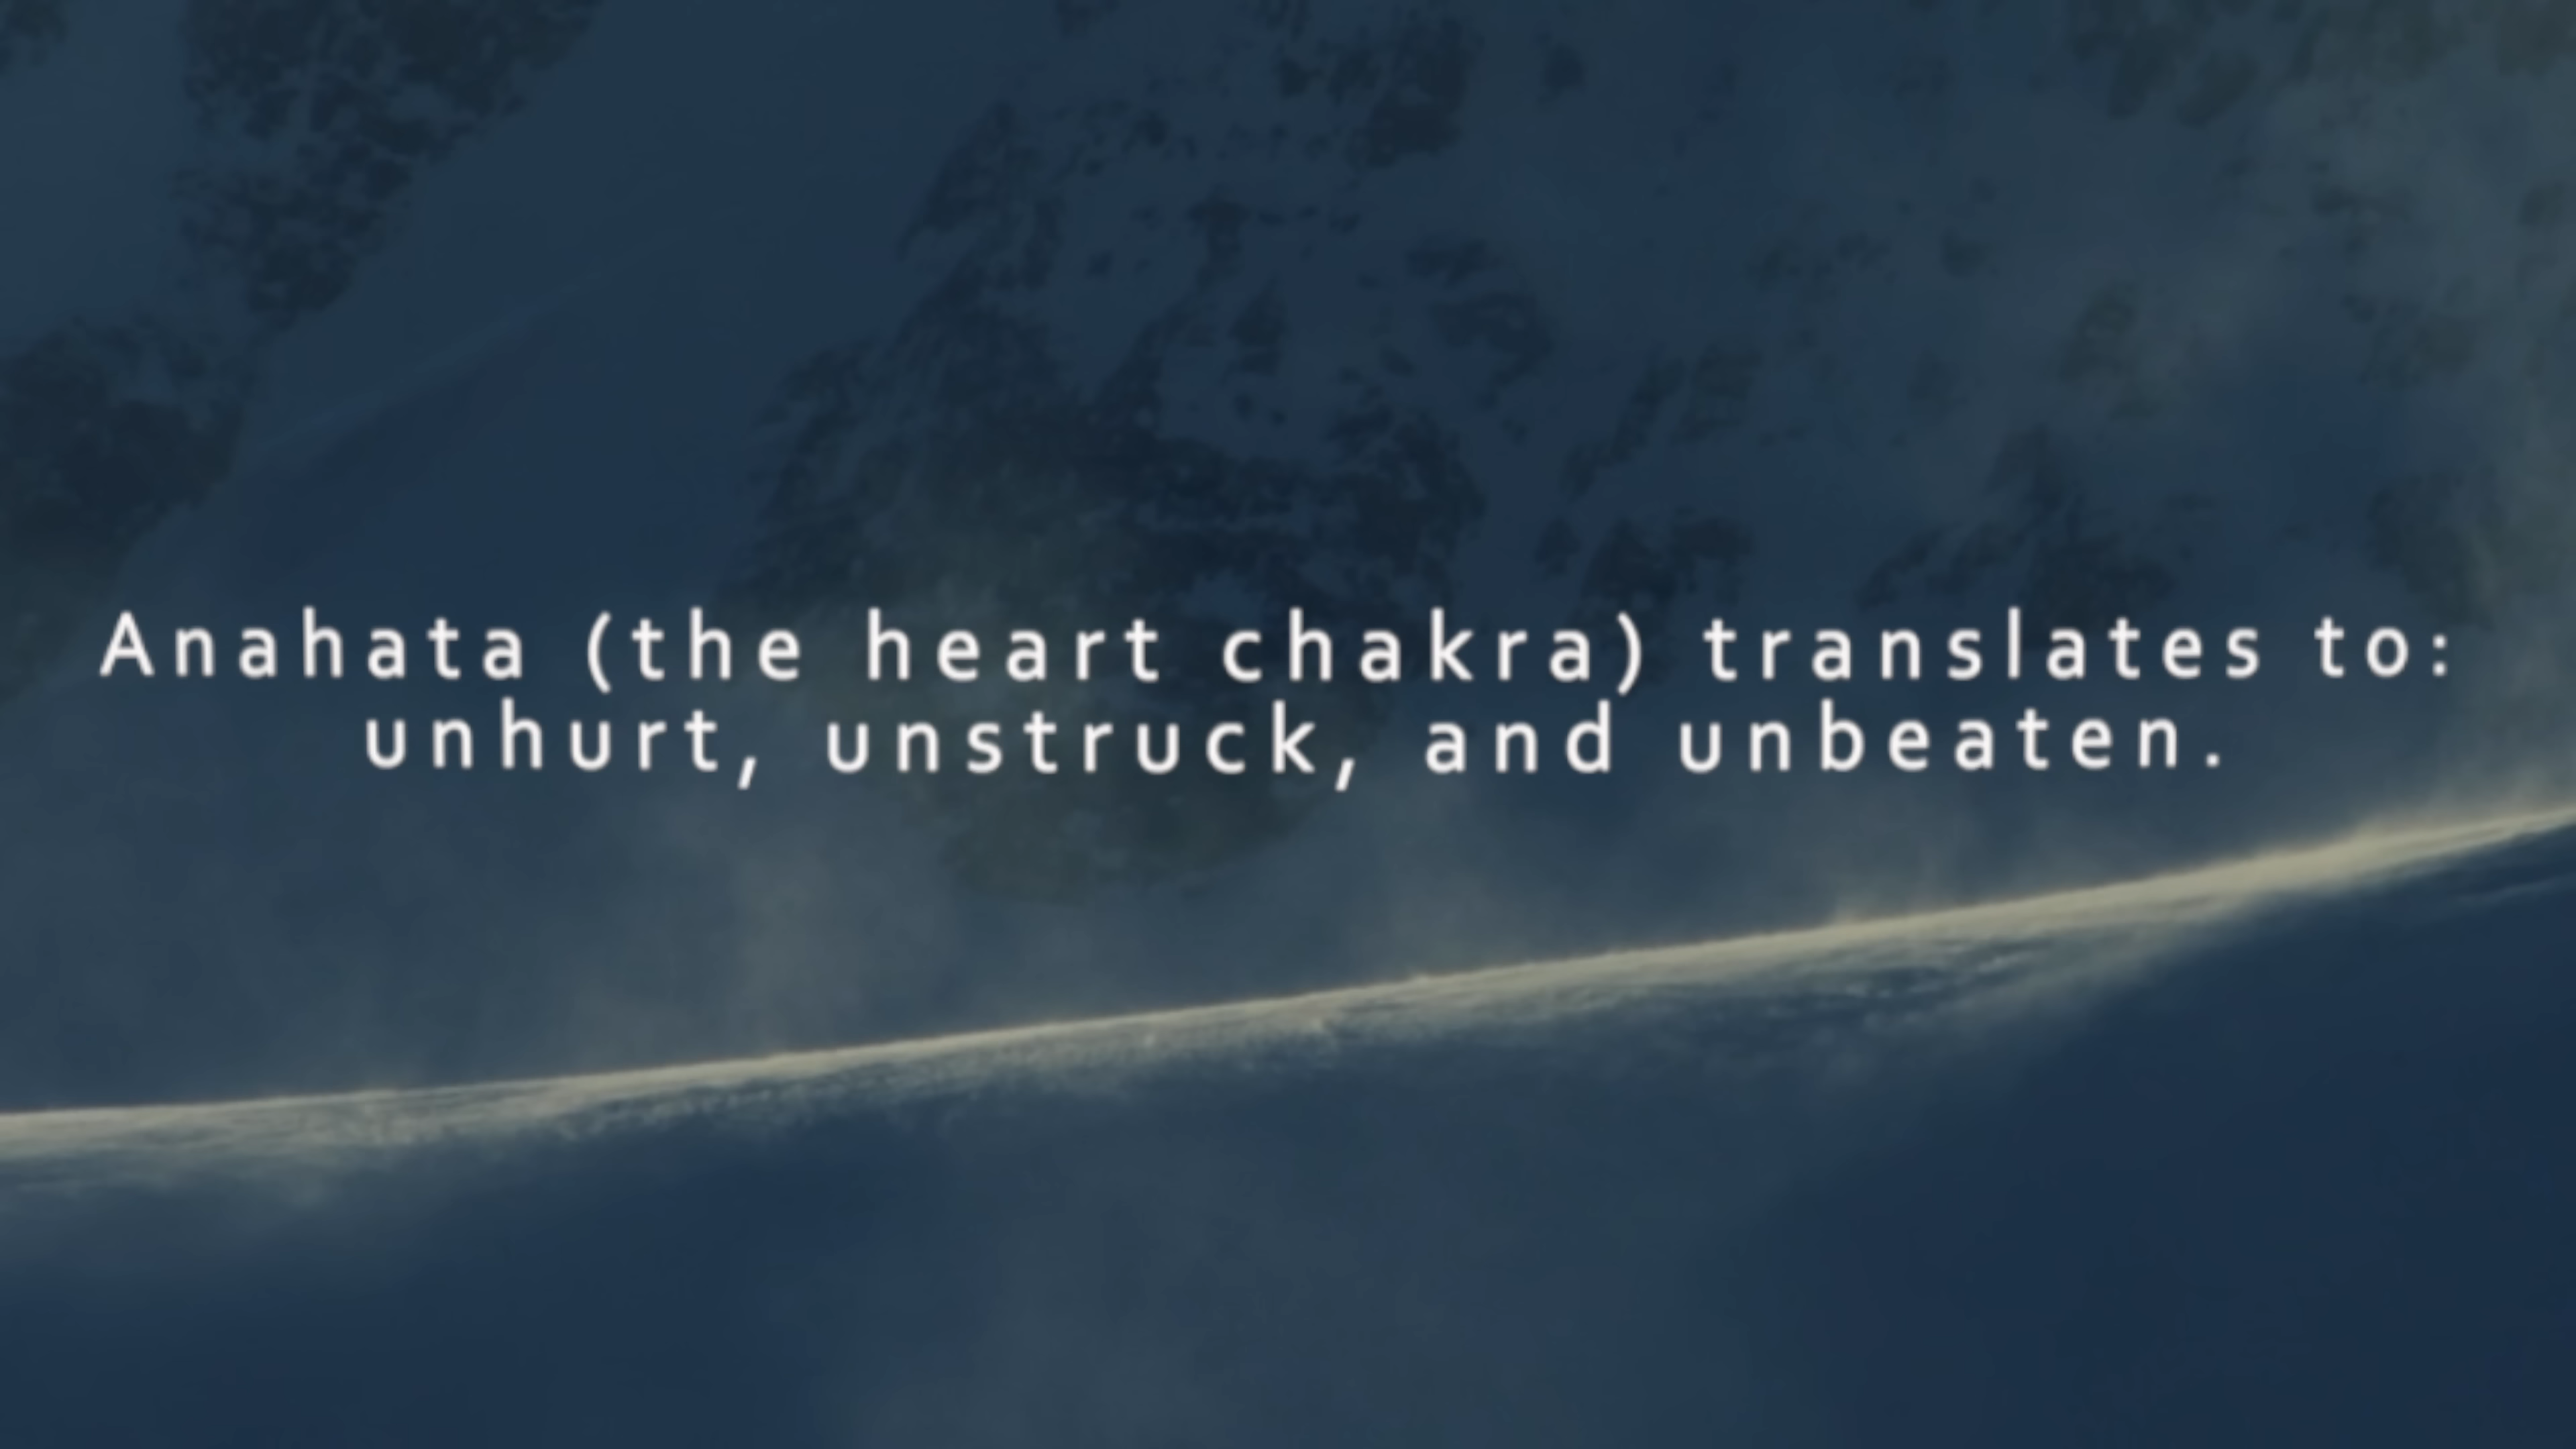 Anahata (the heart chakra) translates to:
unhurt, unstruck, and unbeaten.